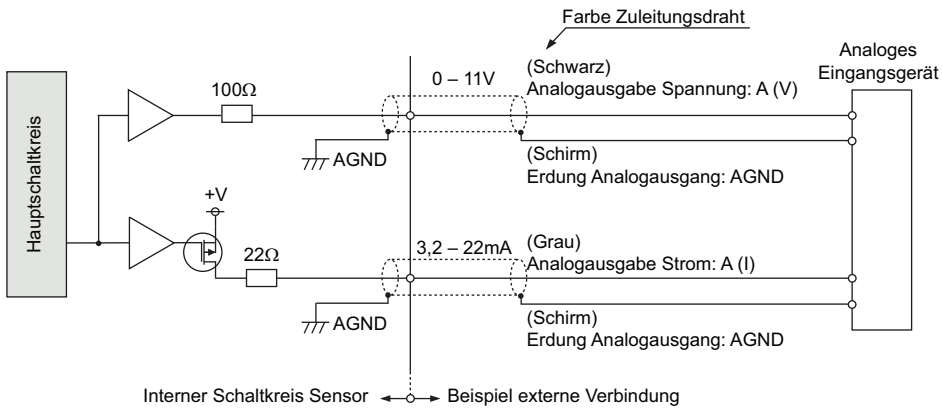 Farbe Zuleitungsdraht
Analoges
Eingangsgerät
Hauptschaltkreis
100Ω
0 – 11V
(Schwarz)
Analogausgabe Spannung: A (V)
AGND
(Schirm)
Erdung Analogausgang: AGND
+V
22Ω
3,2 – 22mA
(Grau)
Analogausgabe Strom: A (I)
AGND
(Schirm)
Erdung Analogausgang: AGND
Interner Schaltkreis Sensor
Beispiel externe Verbindung